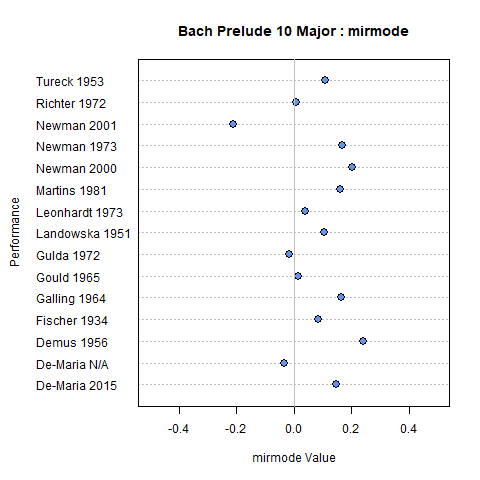 Bach Prelude 10 Major : mirmode
Performance
Tureck 1953
Richter 1972
Newman 2001
Newman 1973
Newman 2000
Martins 1981
Leonhardt 1973
Landowska 1951
Gulda 1972
Gould 1965
Galling 1964
Fischer 1934
Demus 1956
De-Maria N/A
De-Maria 2015
-0.4 -0.2 0.0 0.2 0.4
mirmode Value